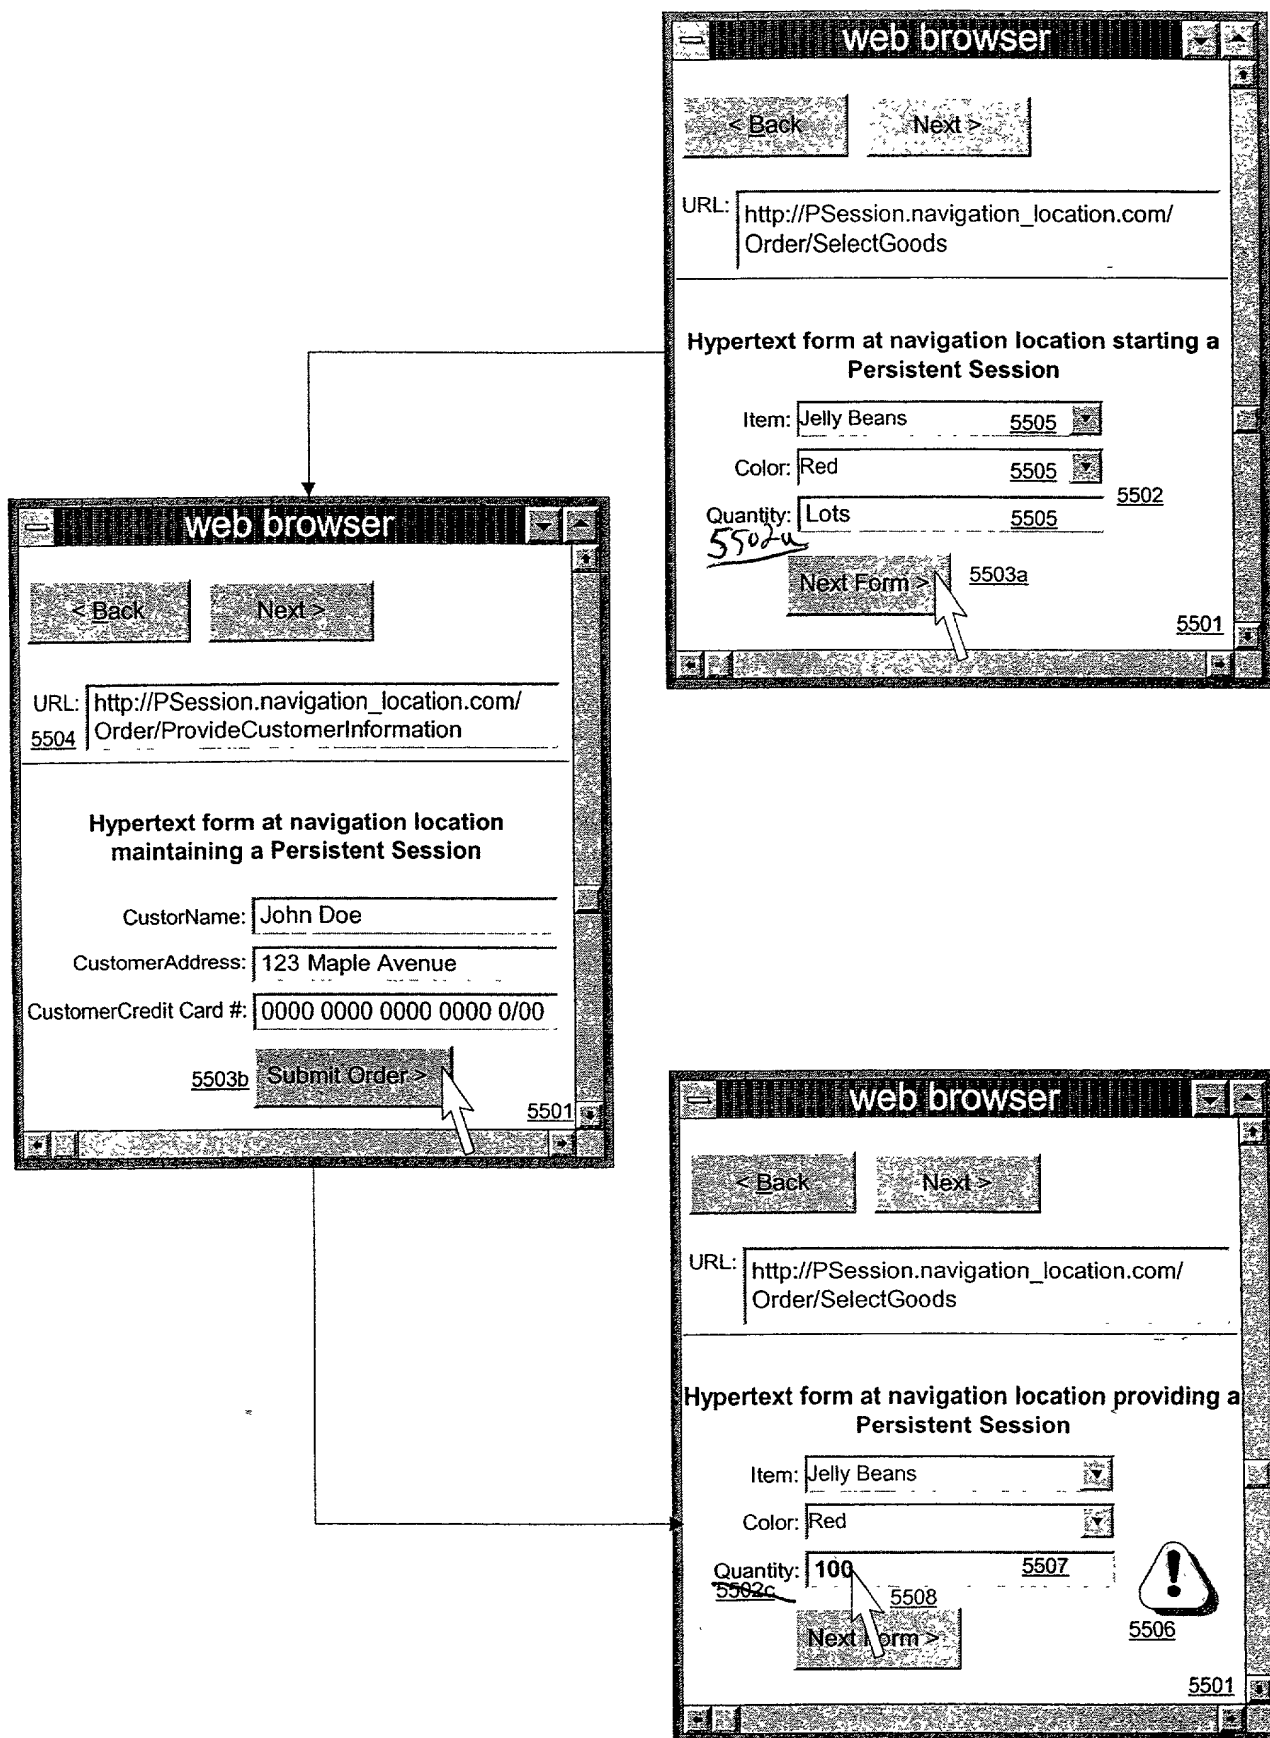 web browser
< Back Next >
URL: http://PSession.navigation_location.com/
Order/SelectGoods
Hypertext form at navigation location starting a
Persistent Session
Item: Jelly Beans 5505
Color: Red 5505
5502
Quantity: Lots 5505
5502a
Next Form > 5503a
5501
web browser
< Back Next >
URL: http://PSession.navigation_location.com/
5504 Order/ProvideCustomerInformation
Hypertext form at navigation location
maintaining a Persistent Session
CustorName: John Doe
CustomerAddress: 123 Maple Avenue
CustomerCredit Card #: 0000 0000 0000 0000 0/00
5503b Submit Order >
5501
web browser
< Back Next >
URL: http://PSession.navigation_location.com/
Order/SelectGoods
Hypertext form at navigation location providing a
Persistent Session
Item: Jelly Beans
Color: Red
Quantity: 100 5507
5502c 5508
5506
Next Form >
5501